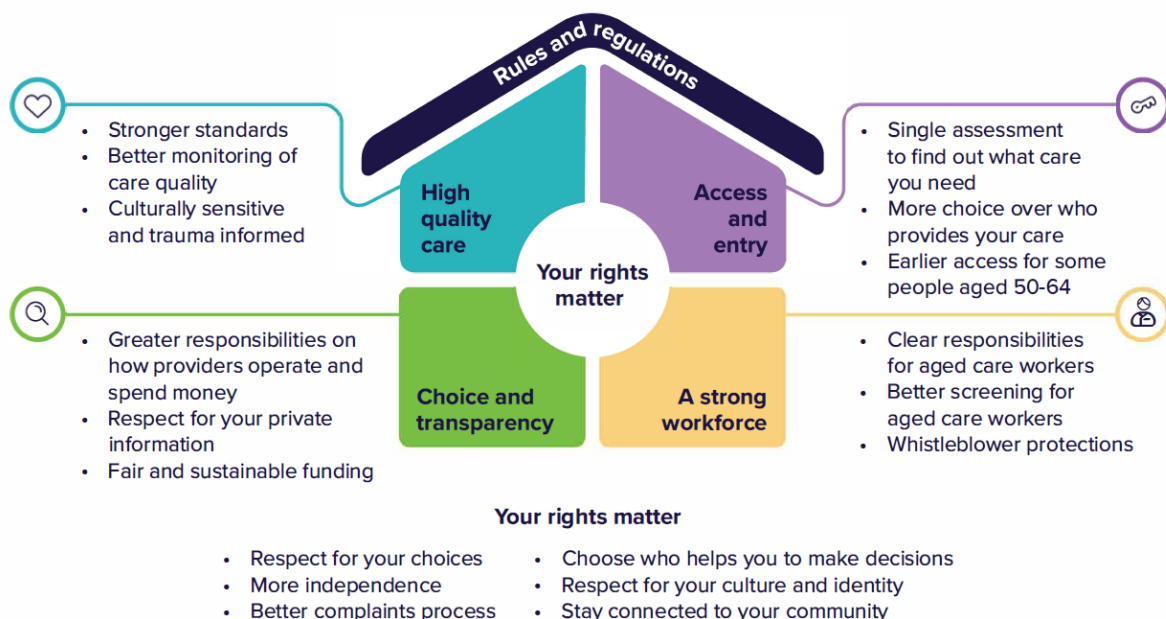 Rules and regulations
• Stronger standards
• Better monitoring of
care quality
• Culturally sensitive
and trauma informed
High
quality
care
Access
and
entry
• Single assessment
to find out what care
you need
• More choice over who
provides your care
• Earlier access for some
people aged 50-64
Your rights
matter
• Greater responsibilities on
how providers operate and
spend money
• Respect for your private
information
• Fair and sustainable funding
Choice and
transparency
A strong
workforce
• Clear responsibilities
for aged care workers
• Better screening for
aged care workers
• Whistleblower protections
Your rights matter
• Respect for your choices
• More independence
• Better complaints process
• Choose who helps you to make decisions
• Respect for your culture and identity
• Stay connected to your community